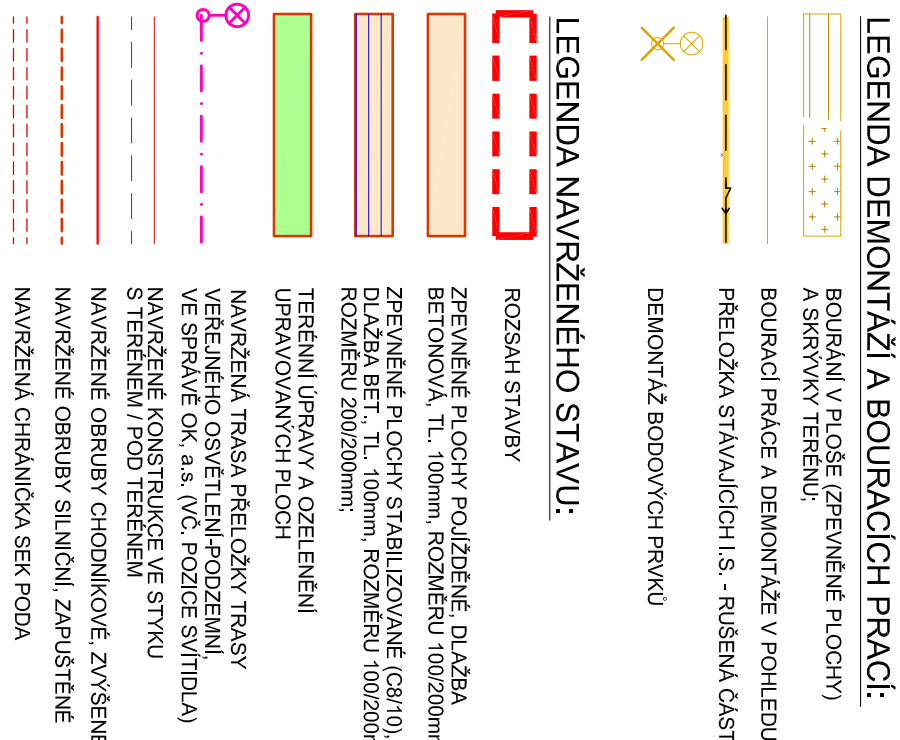 LEGENDA DEMONTÁŽÍ A BOURACÍCH PRACÍ:
BOURÁNÍ V PLOŠE (ZPEVNĚNÉ PLOCHY)
A SKRÝVKY TERÉNU;
BOURACÍ PRÁCE A DEMONTÁŽE V POHLEDU
PŘELOŽKA STÁVAJÍCÍCH I.S. - RUŠENÁ ČÁST
DEMONTÁŽ BODOVÝCH PRVKŮ
LEGENDA NAVRŽENÉHO STAVU:
ROZSAH STAVBY
ZPEVNĚNÉ PLOCHY POJÍŽDĚNÉ, DLAŽBA
BETONOVÁ, TL. 100mm, ROZMĚRU 100/200mm
ZPEVNĚNÉ PLOCHY STABILIZOVANÉ (C8/10),
DLAŽBA BET., TL. 100mm, ROZMĚRU 100/200m
ROZMĚRU 200/200mm;
TERÉNNÍ ÚPRAVY A OZELENĚNÍ
UPRAVOVANÝCH PLOCH
NAVRŽENÁ TRASA PŘELOŽKY TRASY
VEŘEJNÉHO OSVĚTLENÍ-PODZEMNÍ,
VE SPRÁVĚ OK, a.s. (VČ. POZICE SVÍTIDLA)
NAVRŽENÉ KONSTRUKCE VE STYKU
S TERÉNEM / POD TERÉNEM
NAVRŽENÉ OBRUBY CHODNÍKOVÉ, ZVÝŠENÉ
NAVRŽENÉ OBRUBY SILNIČNÍ, ZAPUŠTĚNÉ
NAVRŽENÁ CHRÁNIČKA SEK PODA